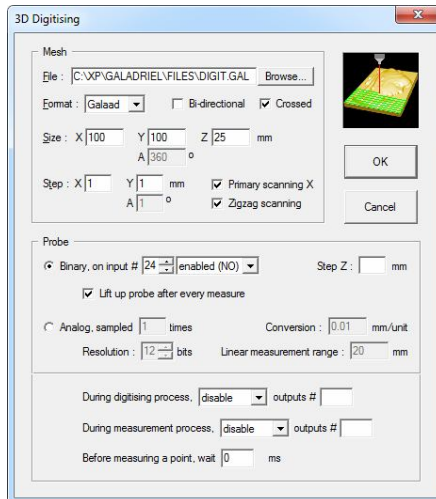 3D Digitising
Mesh
File : C:\XP\GALADRIEL\FILES\DIGIT.GAL Browse...
Format : Galaad Bi-directional Crossed
Size : X 100 Y 100 Z 25 mm
A 360 °
OK
Step : X 1 Y 1 mm Primary scanning X
A 1 ° Zigzag scanning
Cancel
Probe
Binary, on input # 24 enabled (NO) Step Z : mm
Lift up probe after every measure
Analog, sampled 1 times Conversion : 0.01 mm/unit
Resolution : 12 bits Linear measurement range : 20 mm
During digitising process, disable outputs #
During measurement process, disable outputs #
Before measuring a point, wait 0 ms